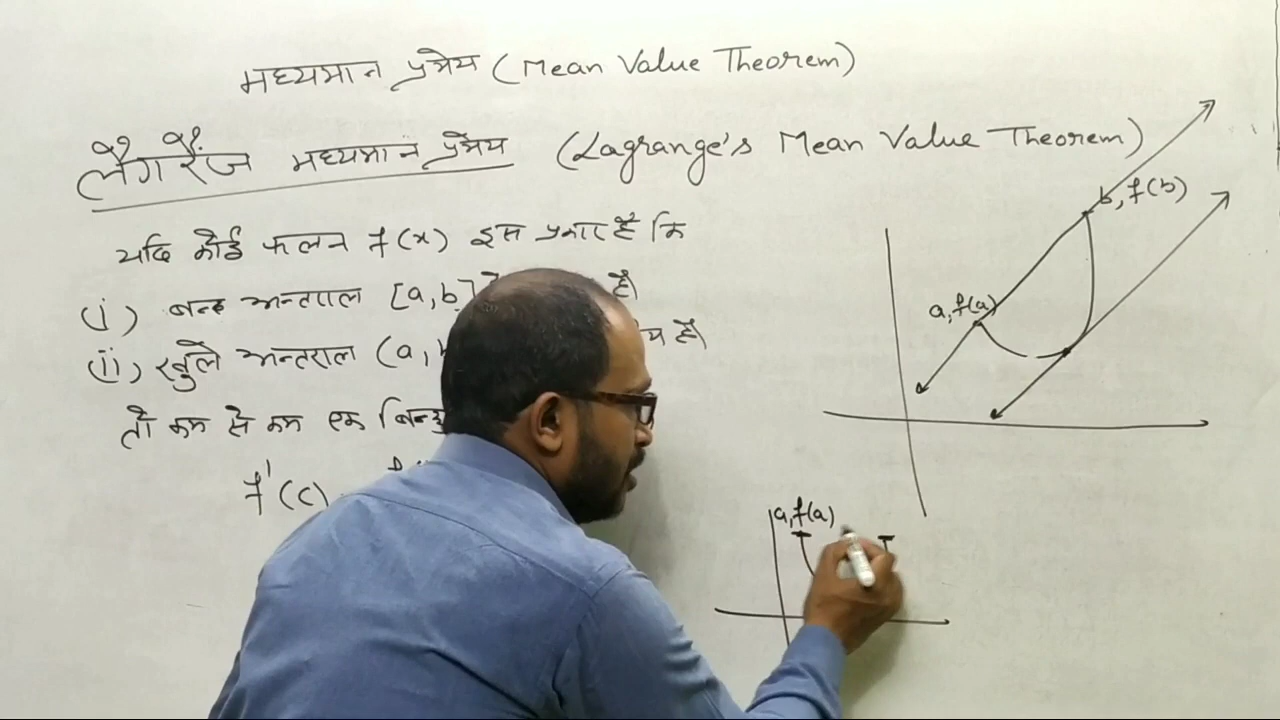 मध्यमान प्रमेय (Mean Value Theorem)
लैगरैंज मध्यमान प्रमेय (Lagrange's Mean Value Theorem)
यदि कोई फलन f(x) इस प्रकार है कि
(i) बन्द अन्तराल [a,b] है।
(ii) खुले अन्तराल (a, है।
तो कम से कम एक बिन्दु
f'(c)
b, f(b)
a, f(a)
a, f(a)